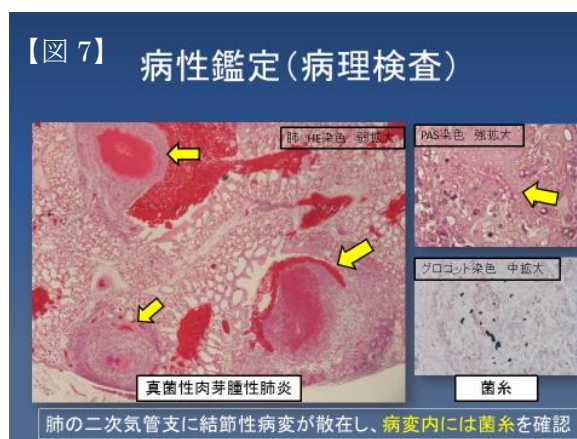 【図 7】
病性鑑定（病理検査）
肺　HE染色　弱拡大
PAS染色　強拡大
グロコット染色　中拡大
真菌性肉芽腫性肺炎
菌糸
肺の二次気管支に結節性病変が散在し、病変内には菌糸を確認